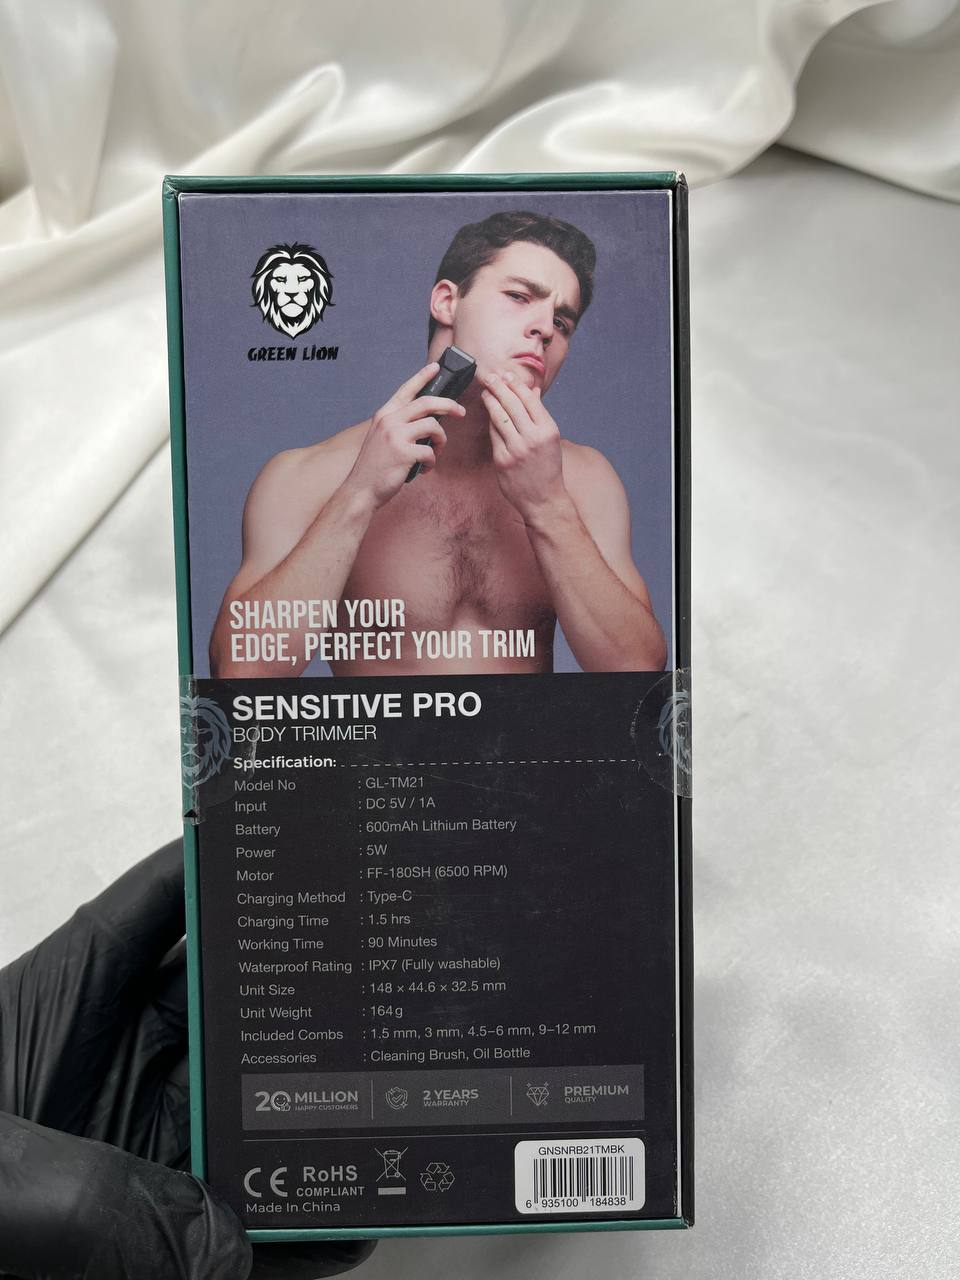 GREEN LION
SHARPEN YOUR
EDGE, PERFECT YOUR TRIM
SENSITIVE PRO
BODY TRIMMER
Specification:
Model No : GL-TM21
Input : DC 5V / 1A
Battery : 600mAh Lithium Battery
Power : 5W
Motor : FF-180SH (6500 RPM)
Charging Method : Type-C
Charging Time : 1.5 hrs
Working Time : 90 Minutes
Waterproof Rating : IPX7 (Fully washable)
Unit Size : 148 × 44.6 × 32.5 mm
Unit Weight : 164g
Included Combs : 1.5 mm, 3 mm, 4.5–6 mm, 9–12 mm
Accessories : Cleaning Brush, Oil Bottle
20 MILLION
HAPPY CUSTOMERS
2 YEARS
WARRANTY
PREMIUM
QUALITY
CE RoHS
COMPLIANT
Made In China
GNSNRB21TMBK
6 935100 184838